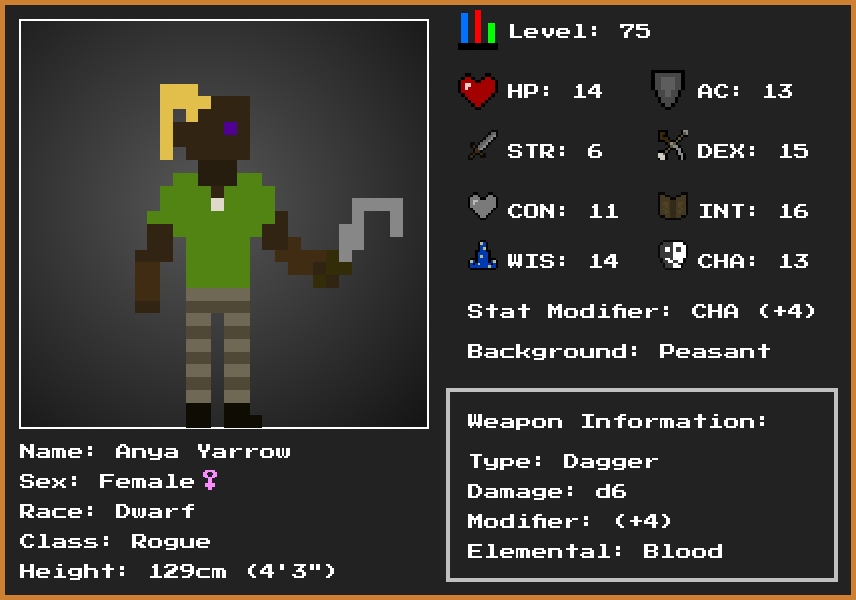 Level: 75
HP: 14
AC: 13
STR: 6
DEX: 15
CON: 11
INT: 16
WIS: 14
CHA: 13
Stat Modifier: CHA (+4)
Background: Peasant
Weapon Information:
Type: Dagger
Damage: d6
Modifier: (+4)
Elemental: Blood
Name: Anya Yarrow
Sex: Female♀
Race: Dwarf
Class: Rogue
Height: 129cm (4'3")